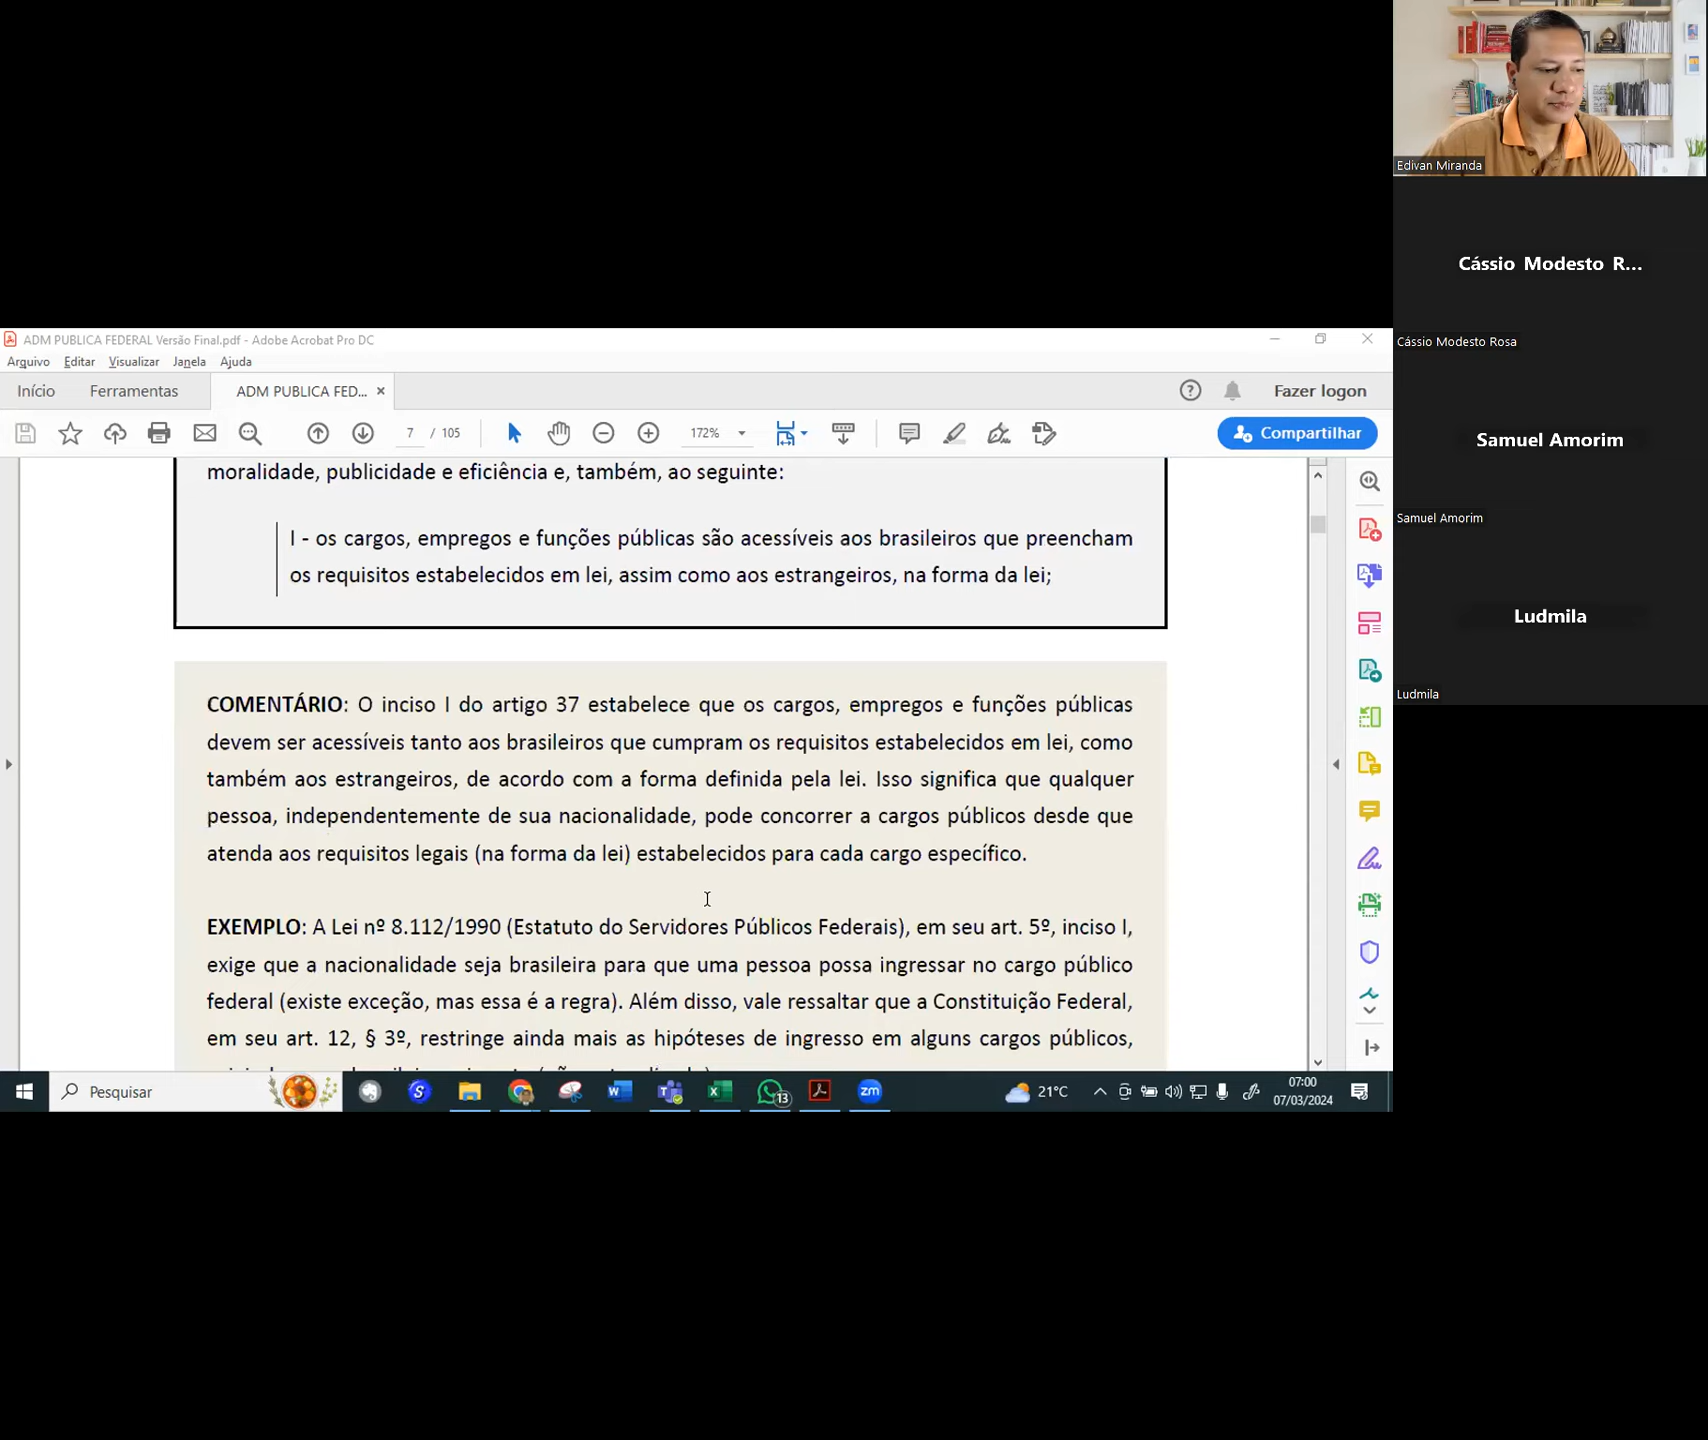 Edivan Miranda
Cássio Modesto R...
Cássio Modesto Rosa
Samuel Amorim
Samuel Amorim
Ludmila
Ludmila
ADM PUBLICA FEDERAL Versão Final.pdf - Adobe Acrobat Pro DC
Arquivo Editar Visualizar Janela Ajuda
Início Ferramentas ADM PUBLICA FED... × Fazer logon
7 / 105 172% Compartilhar
moralidade, publicidade e eficiência e, também, ao seguinte:
I - os cargos, empregos e funções públicas são acessíveis aos brasileiros que preencham
os requisitos estabelecidos em lei, assim como aos estrangeiros, na forma da lei;
COMENTÁRIO: O inciso I do artigo 37 estabelece que os cargos, empregos e funções públicas
devem ser acessíveis tanto aos brasileiros que cumpram os requisitos estabelecidos em lei, como
também aos estrangeiros, de acordo com a forma definida pela lei. Isso significa que qualquer
pessoa, independentemente de sua nacionalidade, pode concorrer a cargos públicos desde que
atenda aos requisitos legais (na forma da lei) estabelecidos para cada cargo específico.
EXEMPLO: A Lei nº 8.112/1990 (Estatuto do Servidores Públicos Federais), em seu art. 5º, inciso I,
exige que a nacionalidade seja brasileira para que uma pessoa possa ingressar no cargo público
federal (existe exceção, mas essa é a regra). Além disso, vale ressaltar que a Constituição Federal,
em seu art. 12, § 3º, restringe ainda mais as hipóteses de ingresso em alguns cargos públicos,
Pesquisar 13 zm 21°C 07:00
07/03/2024